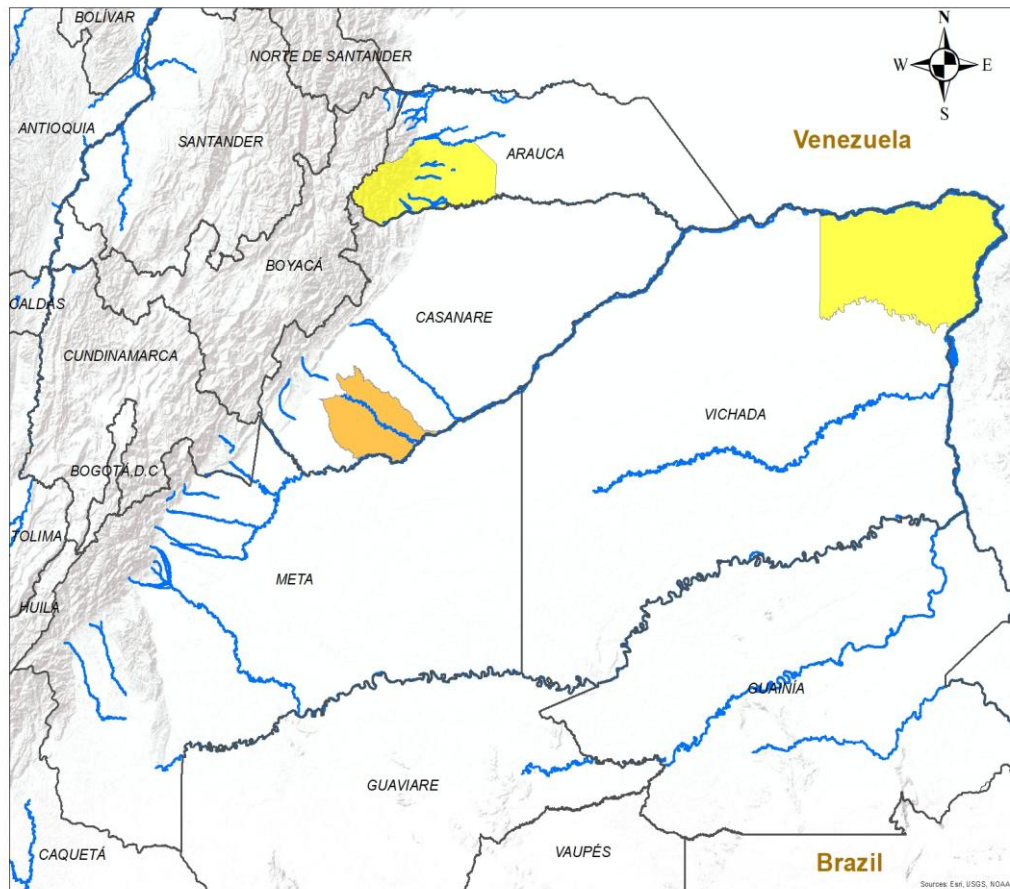 BOLÍVAR
NORTE DE SANTANDER
N
W E
S
ANTIOQUIA
SANTANDER
ARAUCA
Venezuela
BOYACÁ
CALDAS
CASANARE
CUNDINAMARCA
VICHADA
BOGOTÁ D.C
TOLIMA
META
HUILA
GUAINÍA
GUAVIARE
CAQUETÁ
VAUPÉS
Brazil
Sources: Esri, USGS, NOAA